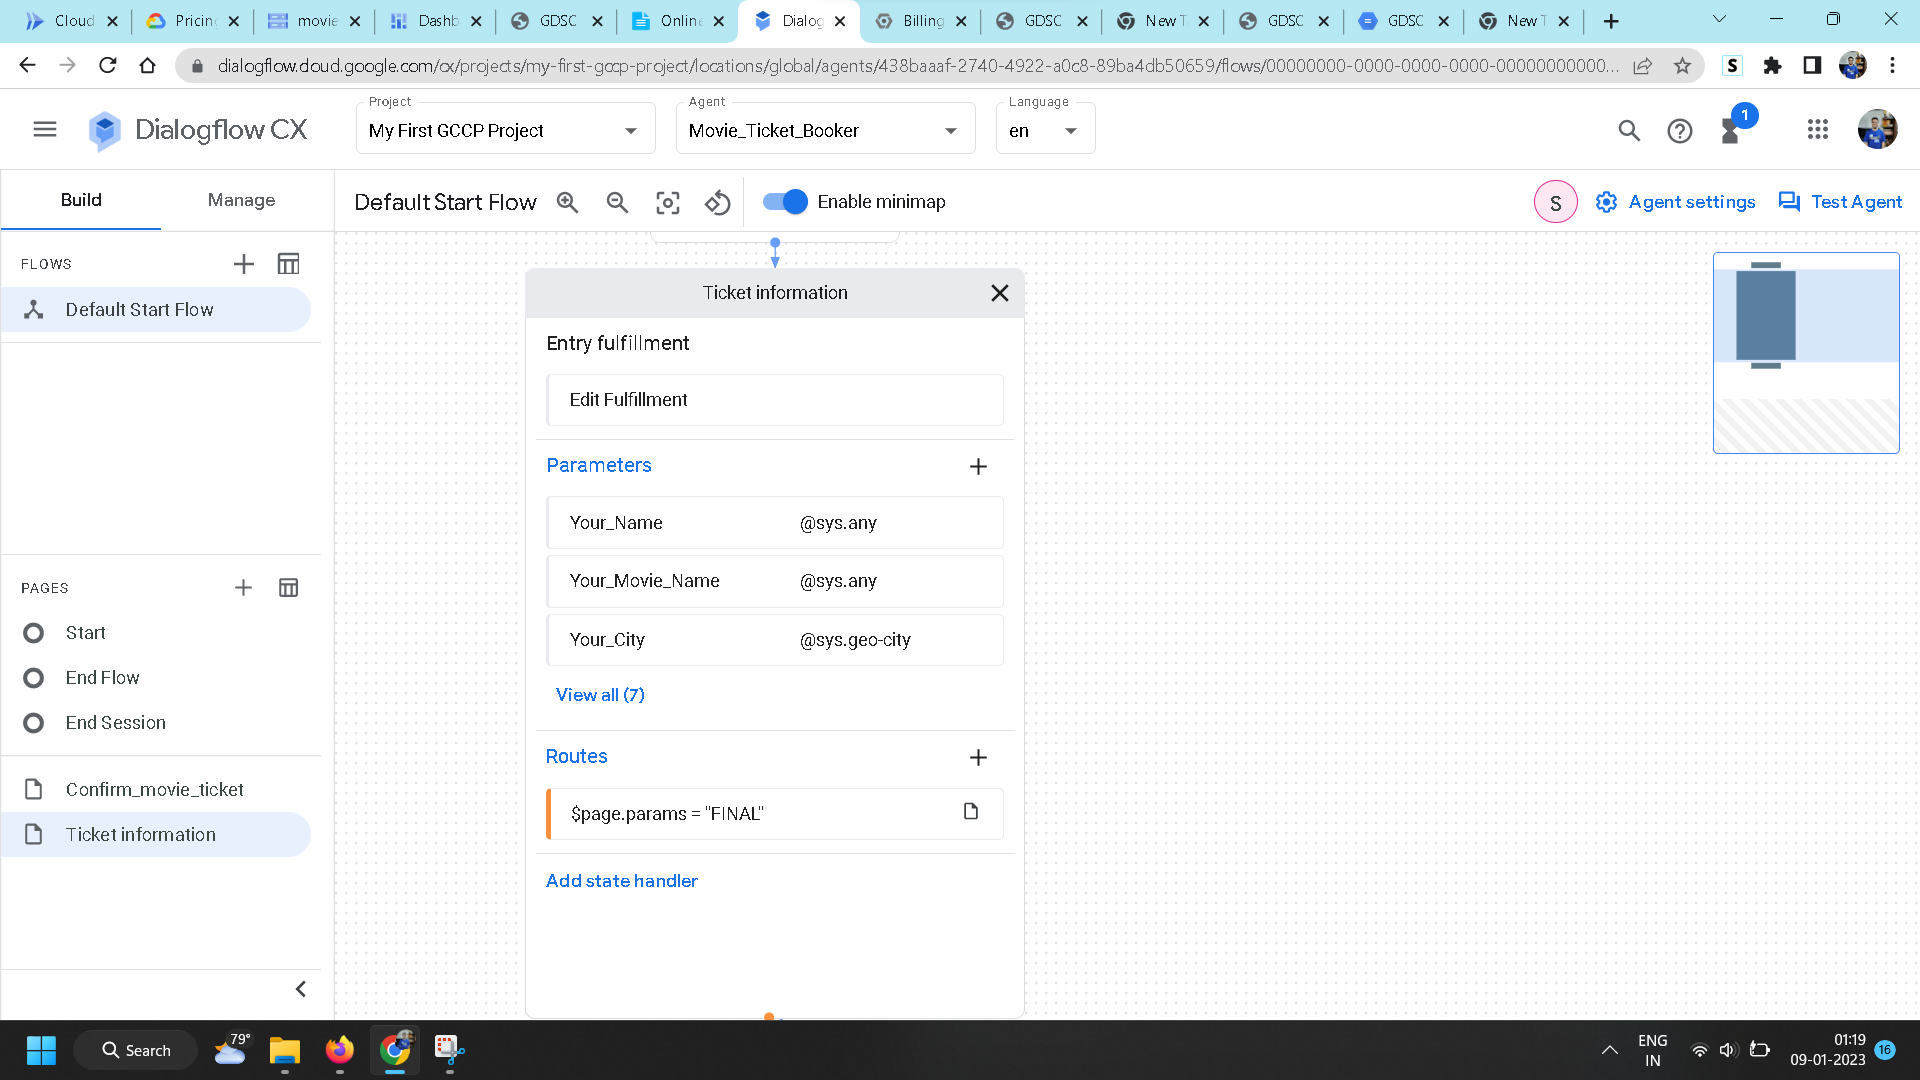 Cloud
Pricing
movie
Dashb
GDSC
Online
Dialog
Billing
GDSC
New T
GDSC
GDSC
New T
dialogflow.cloud.google.com/cx/projects/my-first-gccp-project/locations/global/agents/438baaaf-2740-4922-a0c8-89ba4db50659/flows/00000000-0000-0000-0000-00000000000...
S
Dialogflow CX
Project
My First GCCP Project
Agent
Movie_Ticket_Booker
Language
en
1
Build
Manage
Default Start Flow
Enable minimap
S
Agent settings
Test Agent
FLOWS
Default Start Flow
PAGES
Start
End Flow
End Session
Confirm_movie_ticket
Ticket information
Ticket information
Entry fulfillment
Edit Fulfillment
Parameters
Your_Name @sys.any
Your_Movie_Name @sys.any
Your_City @sys.geo-city
View all (7)
Routes
$page.params = "FINAL"
Add state handler
Search
79°
ENG
IN
01:19
09-01-2023
16